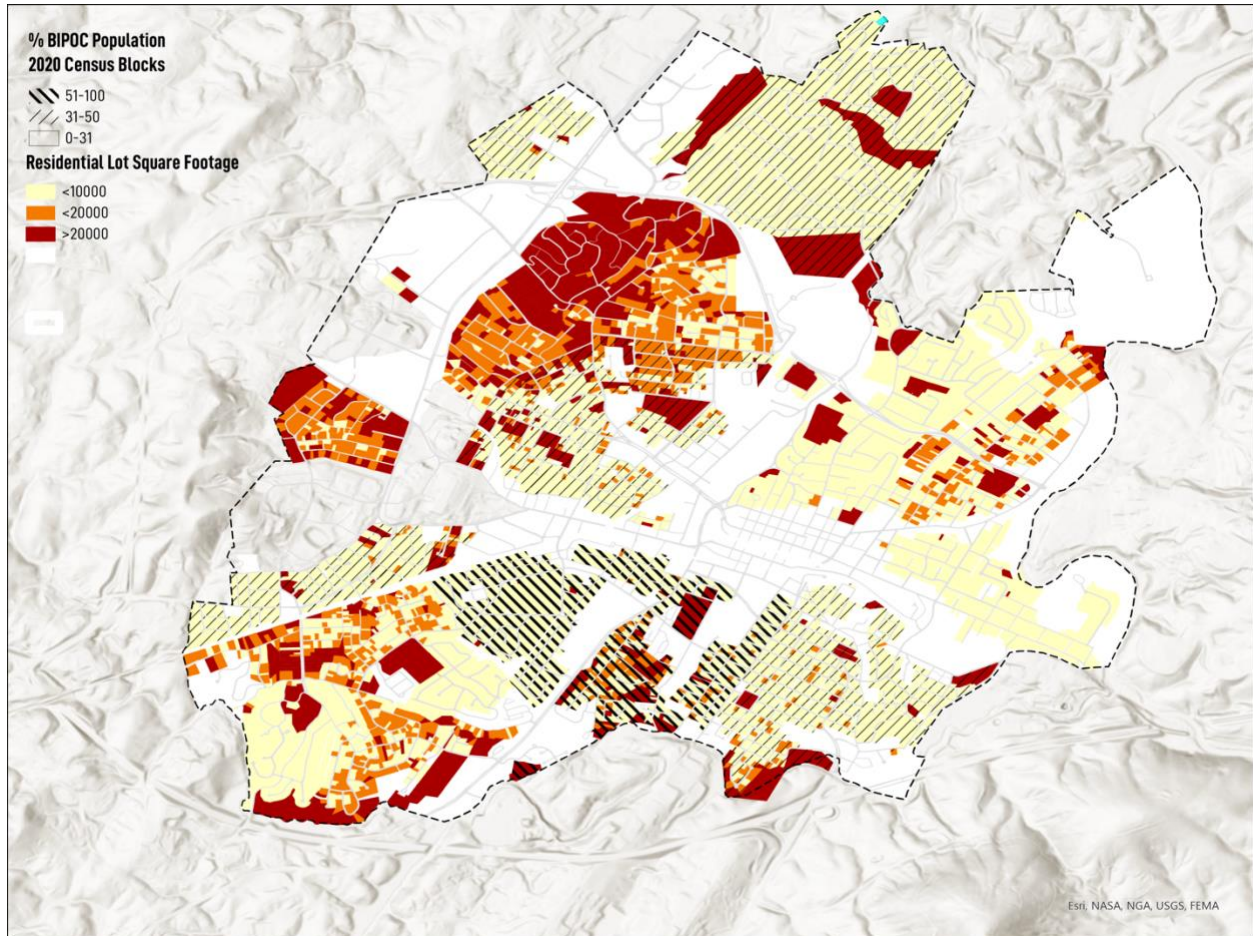 % BIPOC Population
2020 Census Blocks
51-100
31-50
0-31
Residential Lot Square Footage
<10000
<20000
>20000
Esri, NASA, NGA, USGS, FEMA